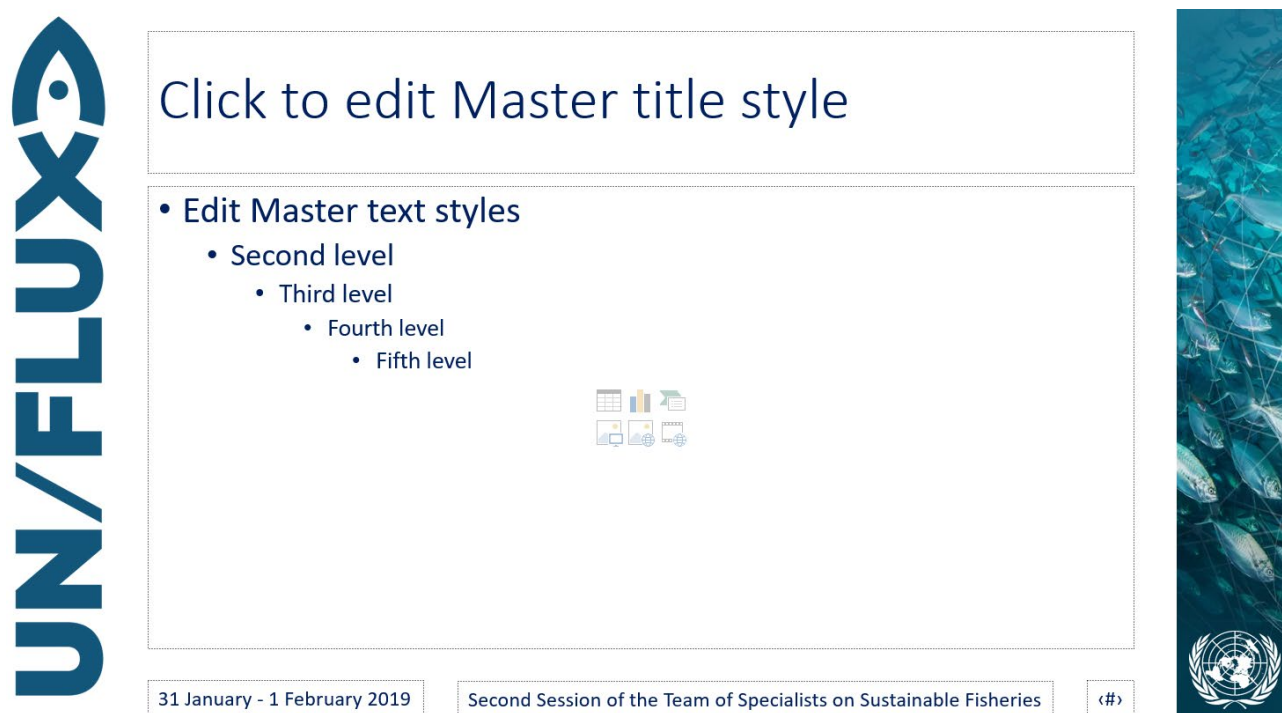 UN/FLUX
Click to edit Master title style
• Edit Master text styles
• Second level
• Third level
• Fourth level
• Fifth level
31 January - 1 February 2019
Second Session of the Team of Specialists on Sustainable Fisheries
‹#›